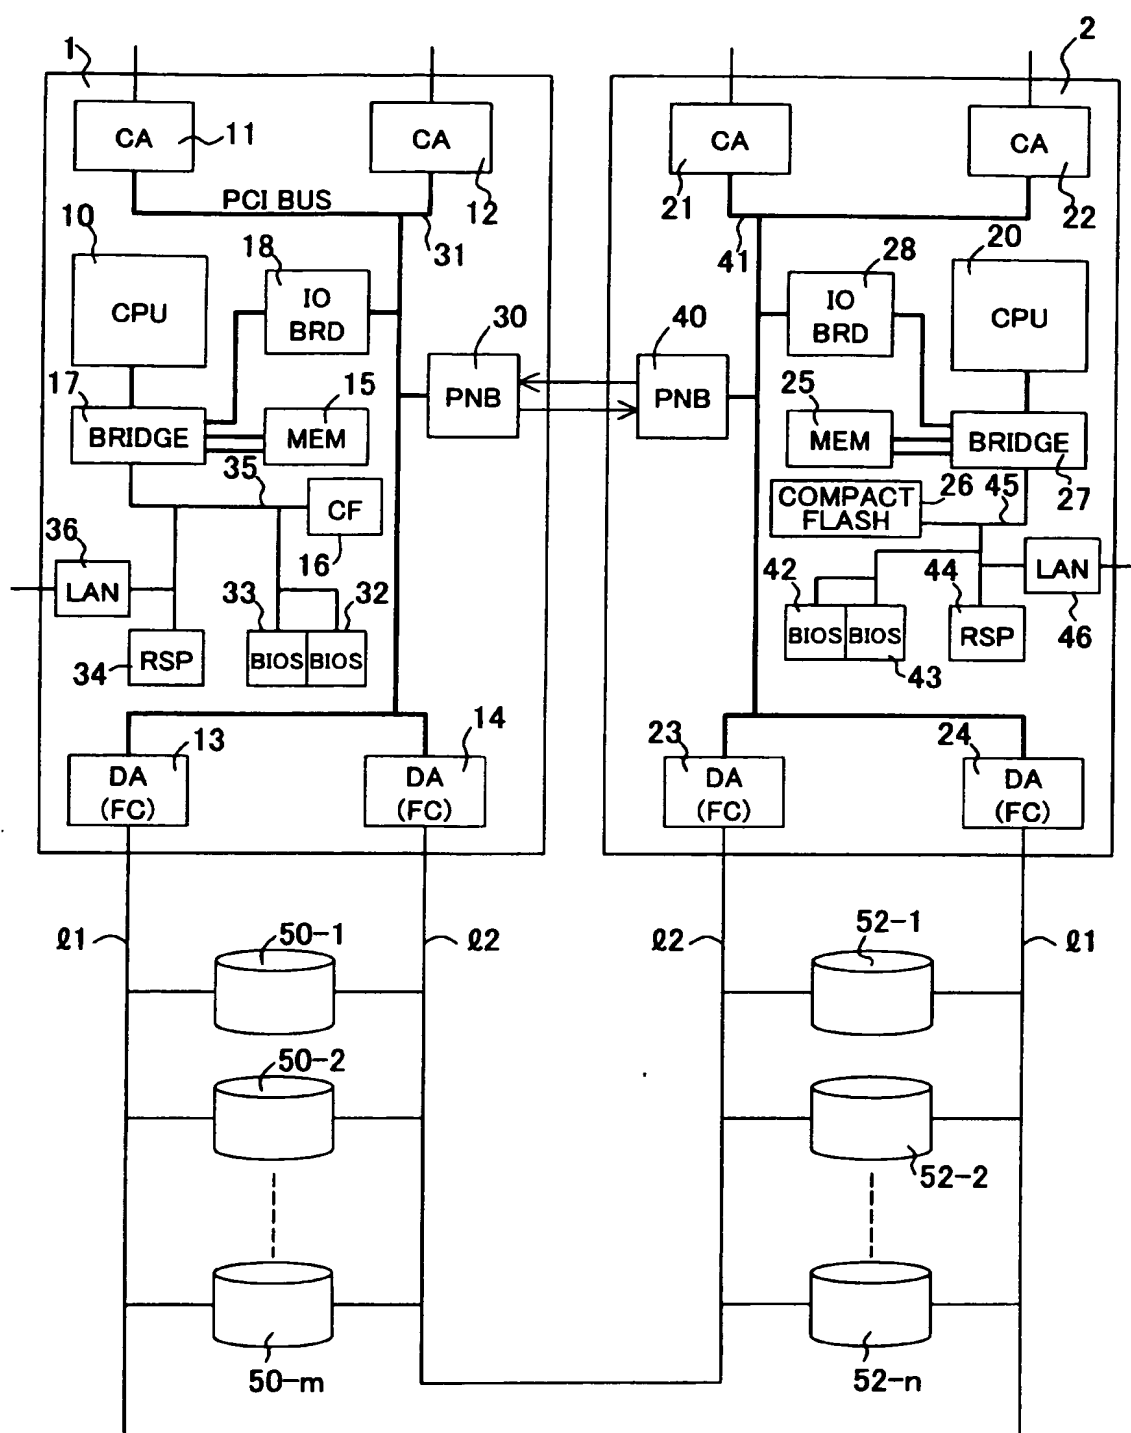 1
2
CA
11
CA
12
CA
21
CA
22
PCI BUS
31
41
10
CPU
18
IO
BRD
28
IO
BRD
20
CPU
30
PNB
40
PNB
17
BRIDGE
15
MEM
25
MEM
BRIDGE
27
35
CF
16
COMPACT
FLASH
26
45
36
LAN
33
32
BIOS
BIOS
34
RSP
42
BIOS
BIOS
43
44
RSP
LAN
46
13
DA
(FC)
14
DA
(FC)
23
DA
(FC)
24
DA
(FC)
ℓ1
50-1
ℓ2
ℓ2
52-1
ℓ1
50-2
52-2
50-m
52-n